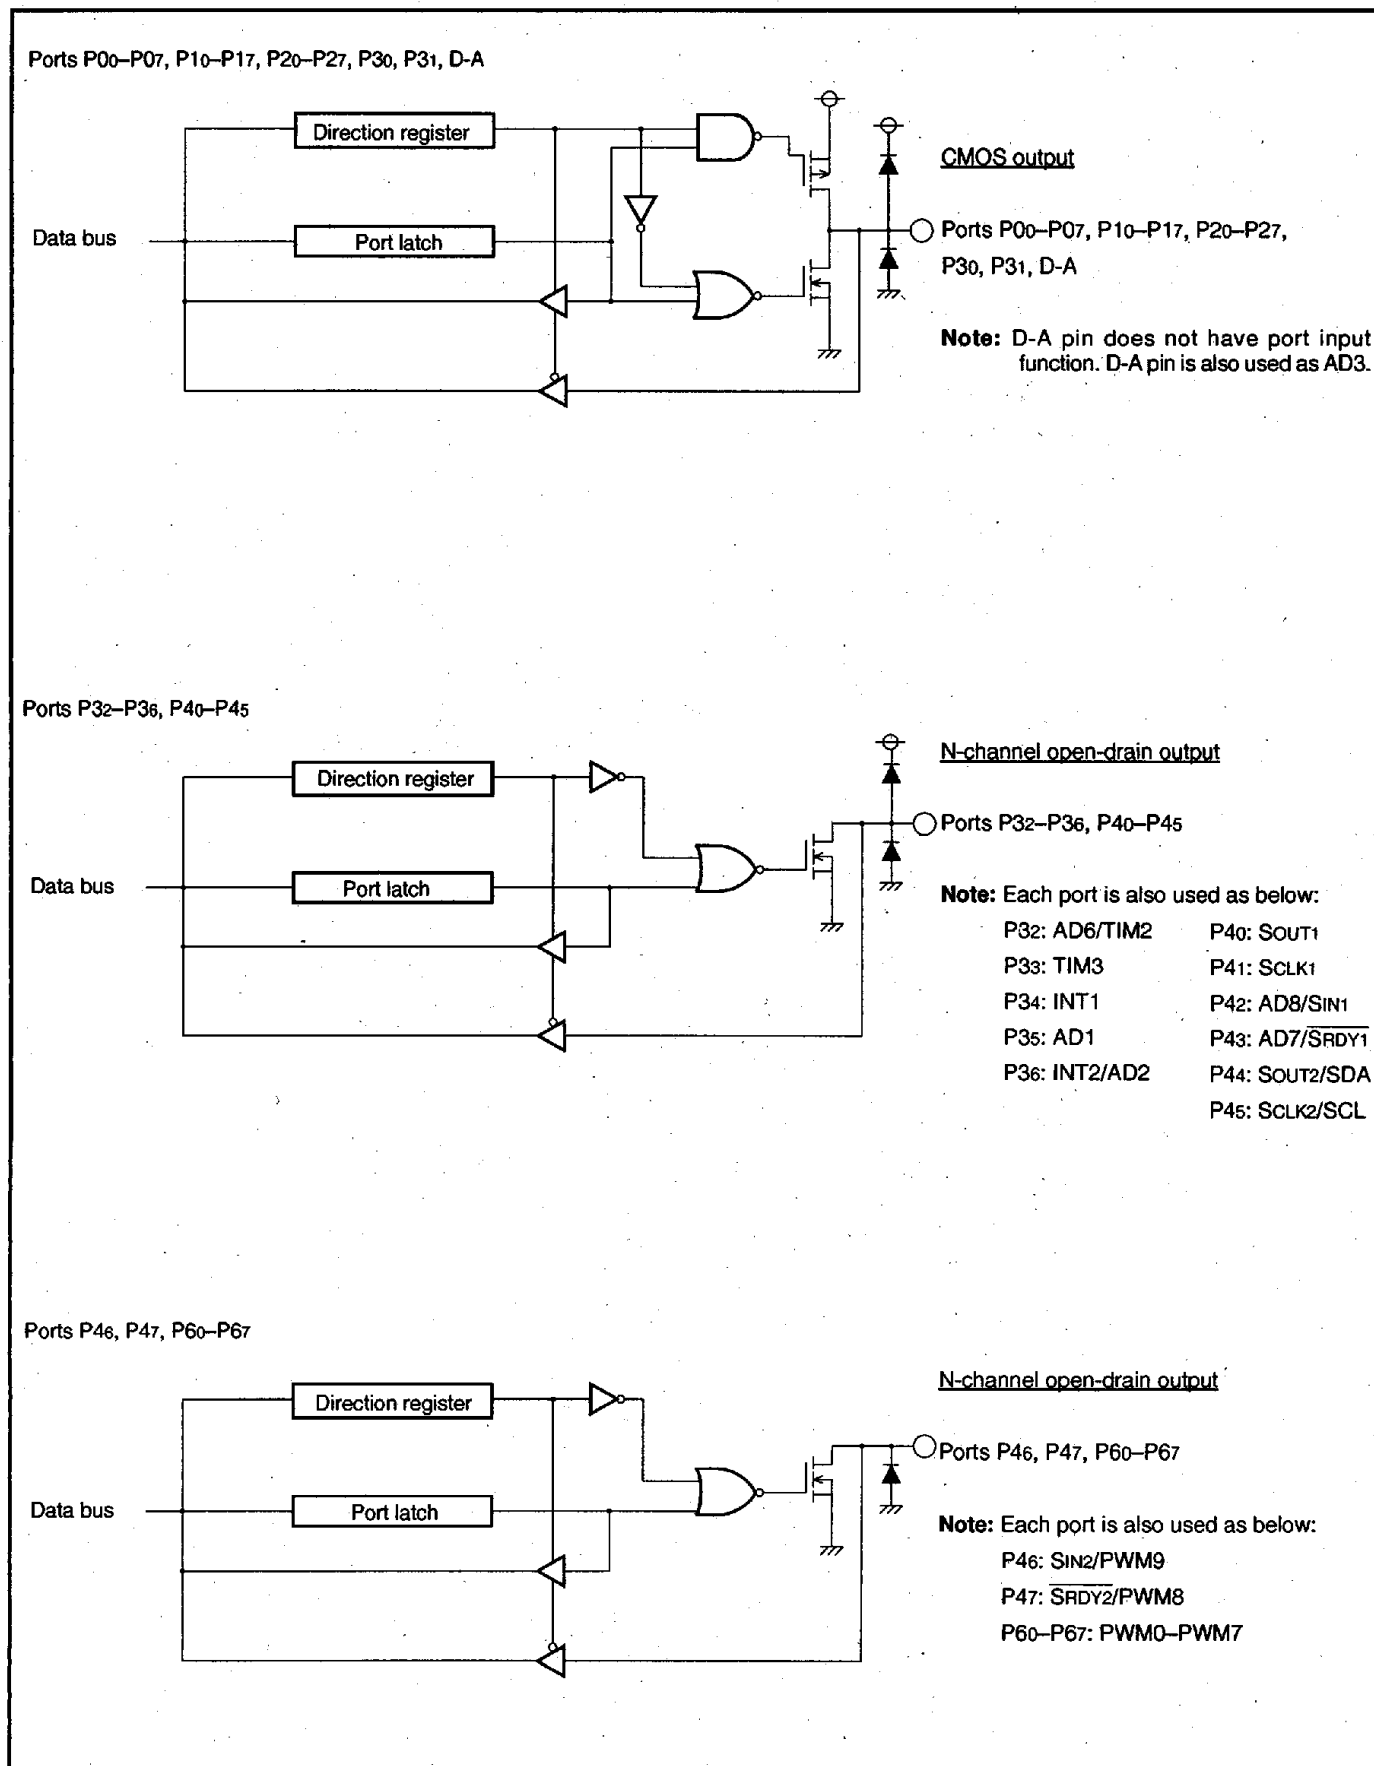 Ports P00–P07, P10–P17, P20–P27, P30, P31, D-A
Direction register
CMOS output
Data bus
Port latch
Ports P00–P07, P10–P17, P20–P27,
P30, P31, D-A
Note: D-A pin does not have port input
function. D-A pin is also used as AD3.
Ports P32–P36, P40–P45
N-channel open-drain output
Direction register
Ports P32–P36, P40–P45
Data bus
Port latch
Note: Each port is also used as below:
P32: AD6/TIM2
P33: TIM3
P34: INT1
P35: AD1
P36: INT2/AD2
P40: SOUT1
P41: SCLK1
P42: AD8/SIN1
P43: AD7/S̅R̅D̅Y̅1̅
P44: SOUT2/SDA
P45: SCLK2/SCL
Ports P46, P47, P60–P67
N-channel open-drain output
Direction register
Ports P46, P47, P60–P67
Data bus
Port latch
Note: Each port is also used as below:
P46: SIN2/PWM9
P47: S̅R̅D̅Y̅2̅/PWM8
P60–P67: PWM0–PWM7